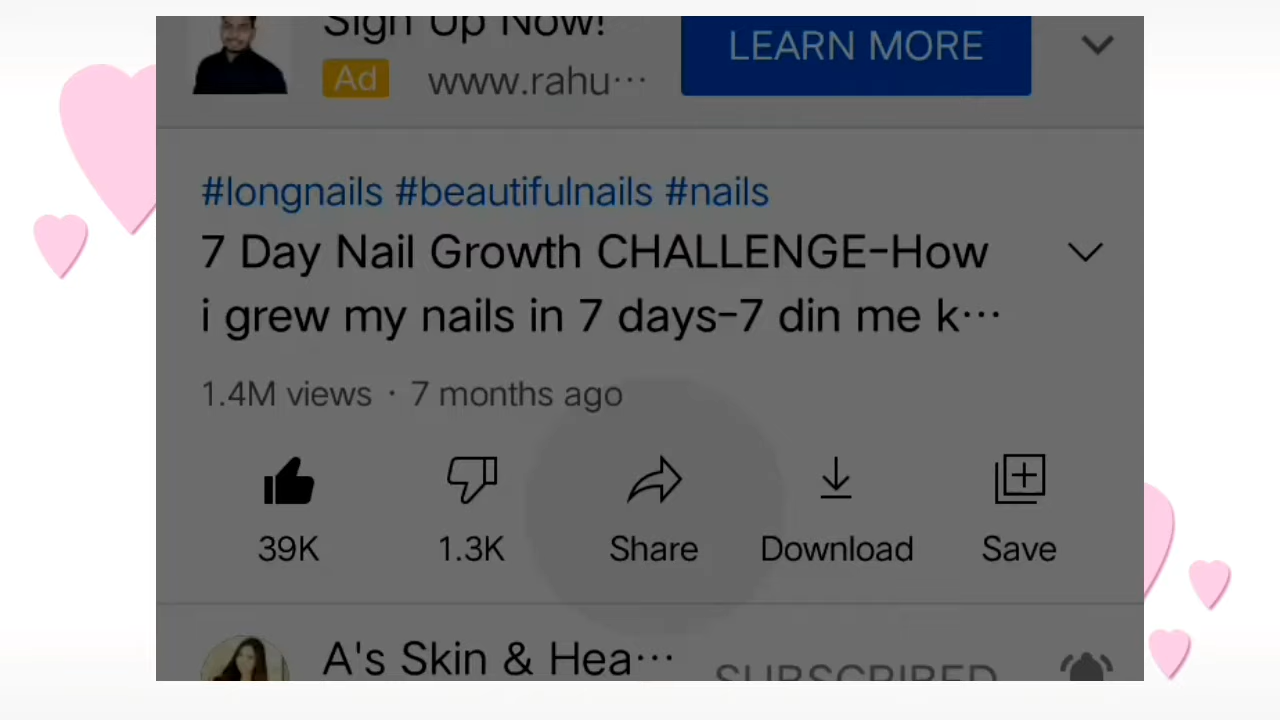 Sign Up Now!
Ad www.rahu...
LEARN MORE
#longnails #beautifulnails #nails
7 Day Nail Growth CHALLENGE-How
i grew my nails in 7 days-7 din me k...
1.4M views · 7 months ago
39K 1.3K Share Download Save
A's Skin & Hea... SUBSCRIBED